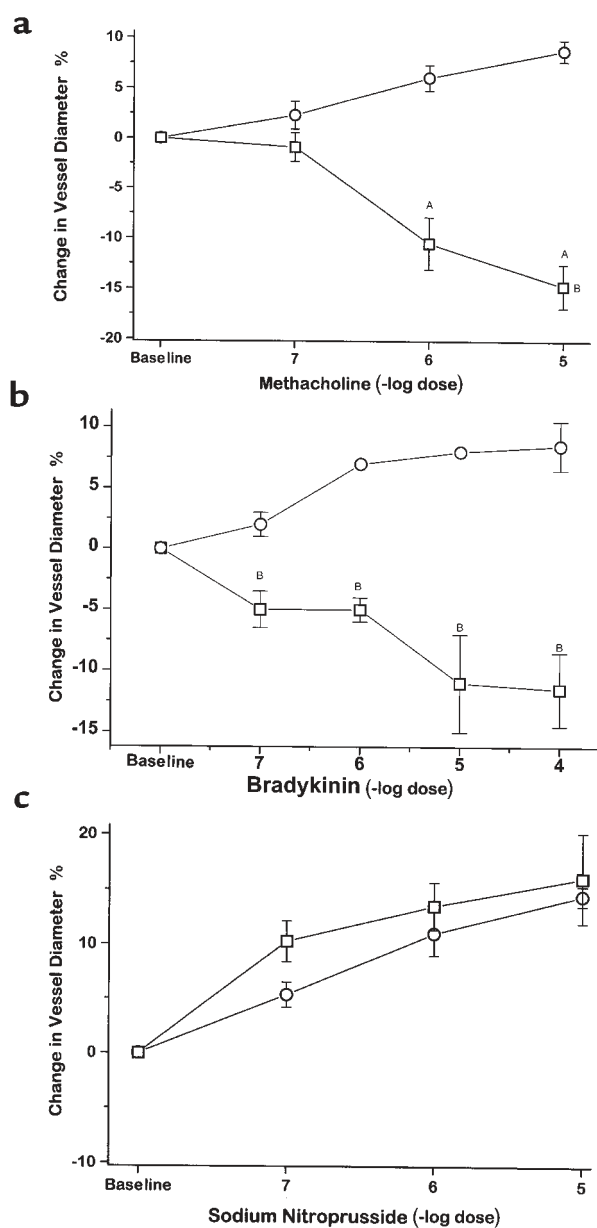 a
Change in Vessel Diameter %
10
5
0
-5
-10
-15
-20
A
A
B
Baseline 7 6 5
Methacholine (-log dose)
b
Change in Vessel Diameter %
10
5
0
-5
-10
-15
B
B
B
B
Baseline 7 6 5 4
Bradykinin (-log dose)
c
Change in Vessel Diameter %
20
10
0
-10
Baseline 7 6 5
Sodium Nitroprusside (-log dose)